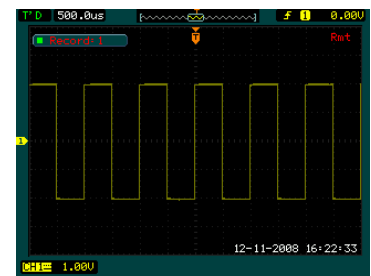 T'D 500.0us 1 0.00V
Record:1 T Rmt
1
12-11-2008 16:22:33
CH1 1.00V